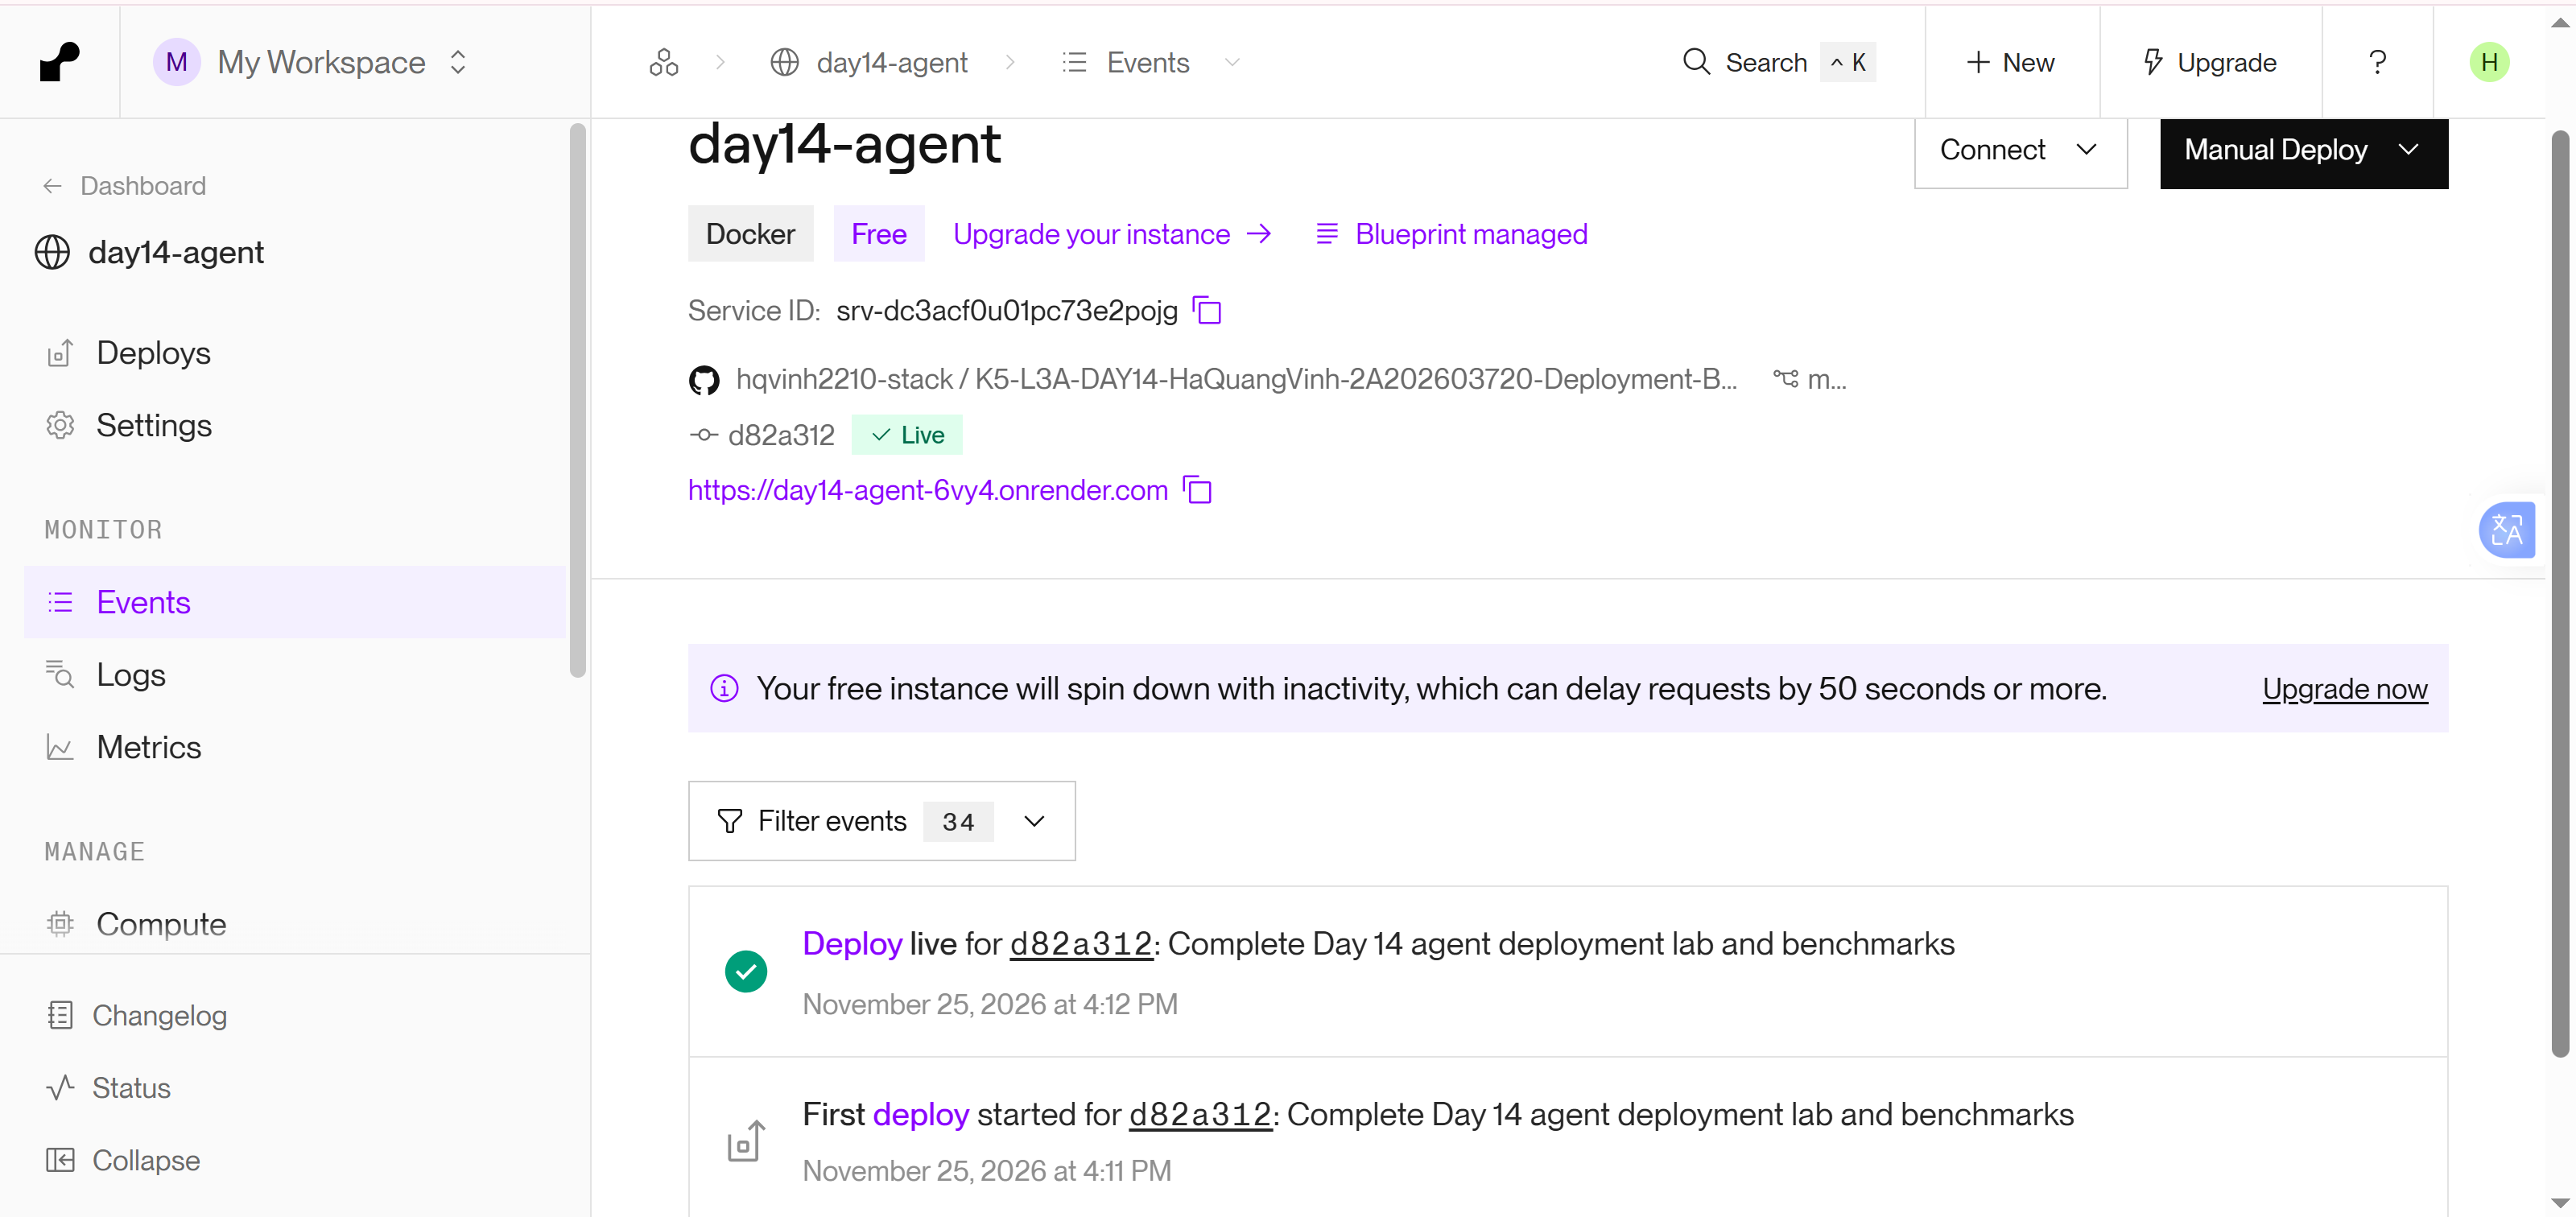 M My Workspace
day14-agent
Events
Search ^ K
+ New
Upgrade
?
H
Dashboard
day14-agent
Deploys
Settings
MONITOR
Events
Logs
Metrics
MANAGE
Compute
Changelog
Status
Collapse
day14-agent
Connect
Manual Deploy
Docker
Free
Upgrade your instance →
Blueprint managed
Service ID: srv-dc3acf0u01pc73e2pojg
hqvinh2210-stack / K5-L3A-DAY14-HaQuangVinh-2A202603720-Deployment-B...
m...
d82a312
Live
https://day14-agent-6vy4.onrender.com
Your free instance will spin down with inactivity, which can delay requests by 50 seconds or more.
Upgrade now
Filter events 34
Deploy live for d82a312: Complete Day 14 agent deployment lab and benchmarks
November 25, 2026 at 4:12 PM
First deploy started for d82a312: Complete Day 14 agent deployment lab and benchmarks
November 25, 2026 at 4:11 PM